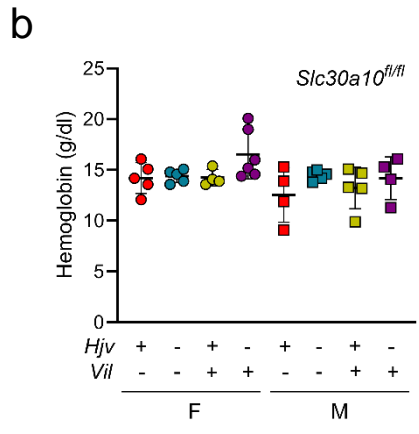 b
Slc30a10fl/fl
Hemoglobin (g/dl)
25
20
15
10
5
0
Hjv + - + - + - + -
Vil - - + + - - + +
F M